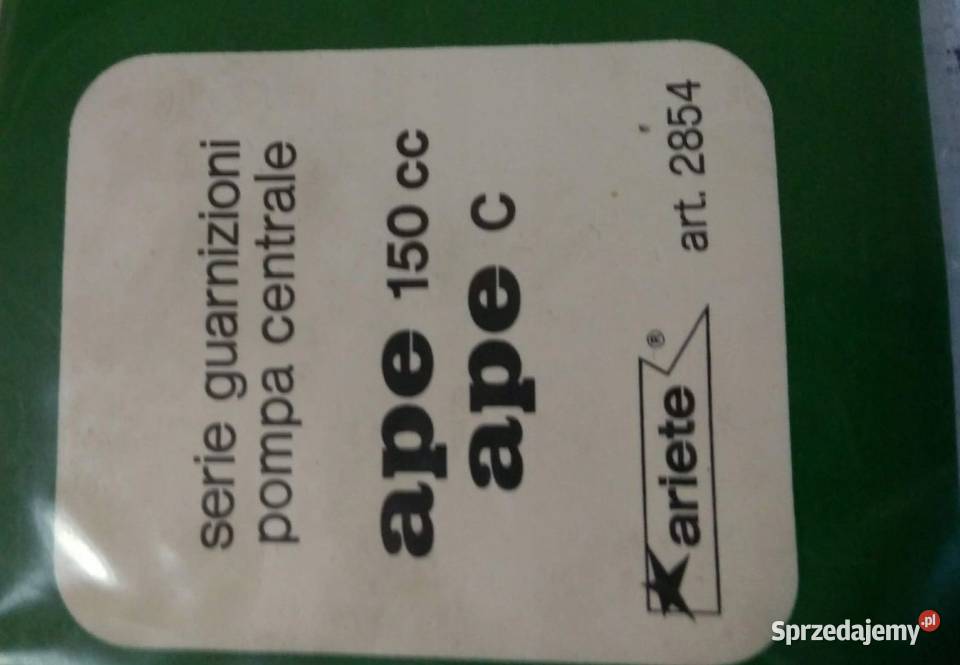 serie guarnizioni
pompa centrale
ape 150 cc
ape C
ariete ® art. 2854
Sprzedajemy.pl